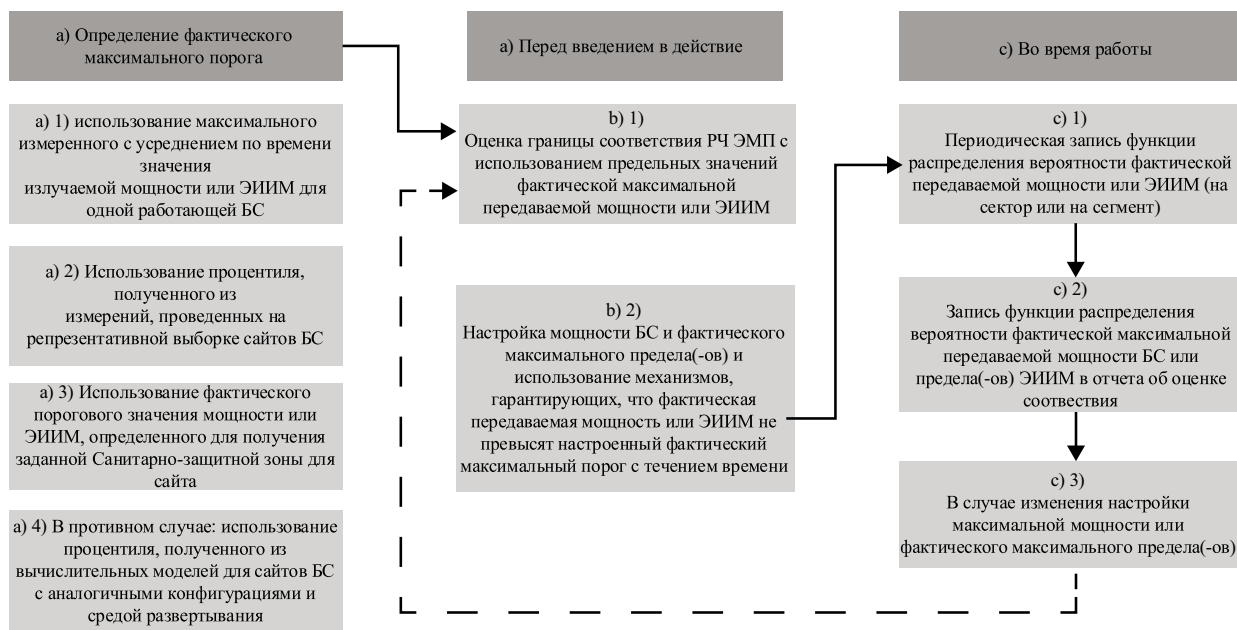 а) Определение фактического
максимального порога
а) 1) использование максимального
измеренного с усреднением по времени
значения
излучаемой мощности или ЭИИМ для
одной работающей БС
а) 2) Использование процентиля,
полученного из
измерений, проведенных на
репрезентативной выборке сайтов БС
а) 3) Использование фактического
порогового значения мощности или
ЭИИМ, определенного для получения
заданной Санитарно-защитной зоны для
сайта
а) 4) В противном случае: использование
процентиля, полученного из
вычислительных моделей для сайтов БС
с аналогичными конфигурациями и
средой развертывания
а) Перед введением в действие
b) 1)
Оценка границы соответствия РЧ ЭМП с
использованием предельных значений
фактической максимальной
передаваемой мощности или ЭИИМ
b) 2)
Настройка мощности БС и фактического
максимального предела(-ов) и
использование механизмов,
гарантирующих, что фактическая
передаваемая мощность или ЭИИМ не
превысят настроенный фактический
максимальный порог с течением времени
c) Во время работы
c) 1)
Периодическая запись функции
распределения вероятности фактической
передаваемой мощности или ЭИИМ (на
сектор или на сегмент)
c) 2)
Запись функции распределения
вероятности фактической максимальной
передаваемой мощности БС или
предела(-ов) ЭИИМ в отчета об оценке
соотвествия
c) 3)
В случае изменения настройки
максимальной мощности или
фактического максимального предела(-ов)